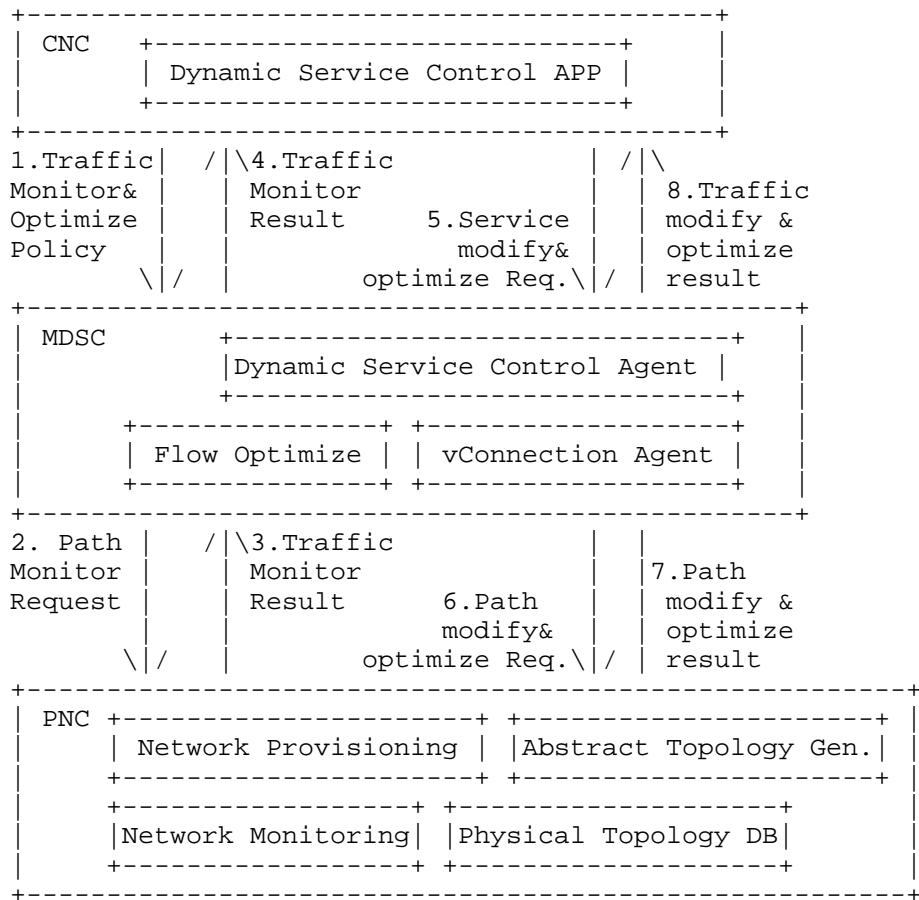 CNC
Dynamic Service Control APP
1.Traffic 4.Traffic
Monitor& Monitor 8.Traffic
Optimize Result 5.Service modify &
Policy modify& optimize
optimize Req. result
MDSC
Dynamic Service Control Agent
Flow Optimize vConnection Agent
2. Path 3.Traffic
Monitor Monitor 7.Path
Request Result 6.Path modify &
modify& optimize
optimize Req. result
PNC
Network Provisioning Abstract Topology Gen.
Network Monitoring Physical Topology DB